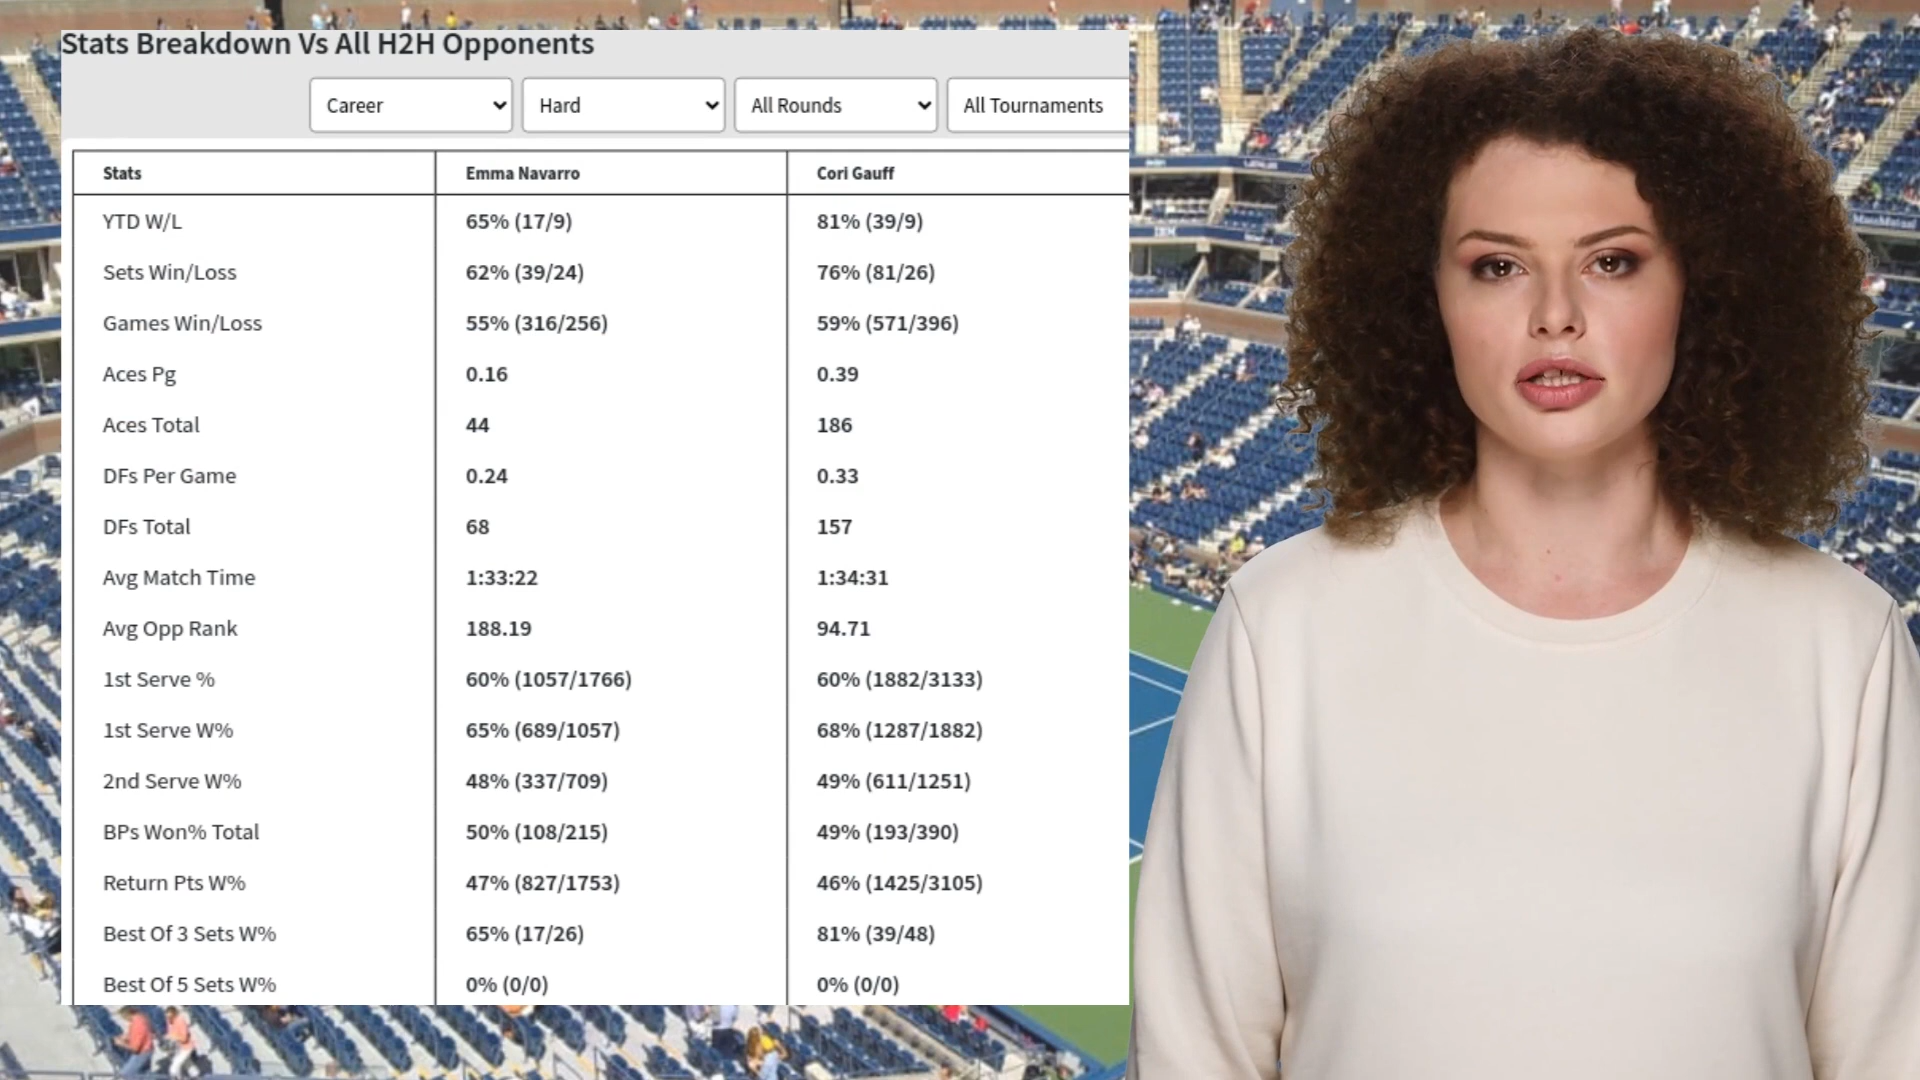 Stats Breakdown Vs All H2H Opponents
Career Hard All Rounds All Tournaments
Stats Emma Navarro Cori Gauff
YTD W/L 65% (17/9) 81% (39/9)
Sets Win/Loss 62% (39/24) 76% (81/26)
Games Win/Loss 55% (316/256) 59% (571/396)
Aces Pg 0.16 0.39
Aces Total 44 186
DFs Per Game 0.24 0.33
DFs Total 68 157
Avg Match Time 1:33:22 1:34:31
Avg Opp Rank 188.19 94.71
1st Serve % 60% (1057/1766) 60% (1882/3133)
1st Serve W% 65% (689/1057) 68% (1287/1882)
2nd Serve W% 48% (337/709) 49% (611/1251)
BPs Won% Total 50% (108/215) 49% (193/390)
Return Pts W% 47% (827/1753) 46% (1425/3105)
Best Of 3 Sets W% 65% (17/26) 81% (39/48)
Best Of 5 Sets W% 0% (0/0) 0% (0/0)
IBM